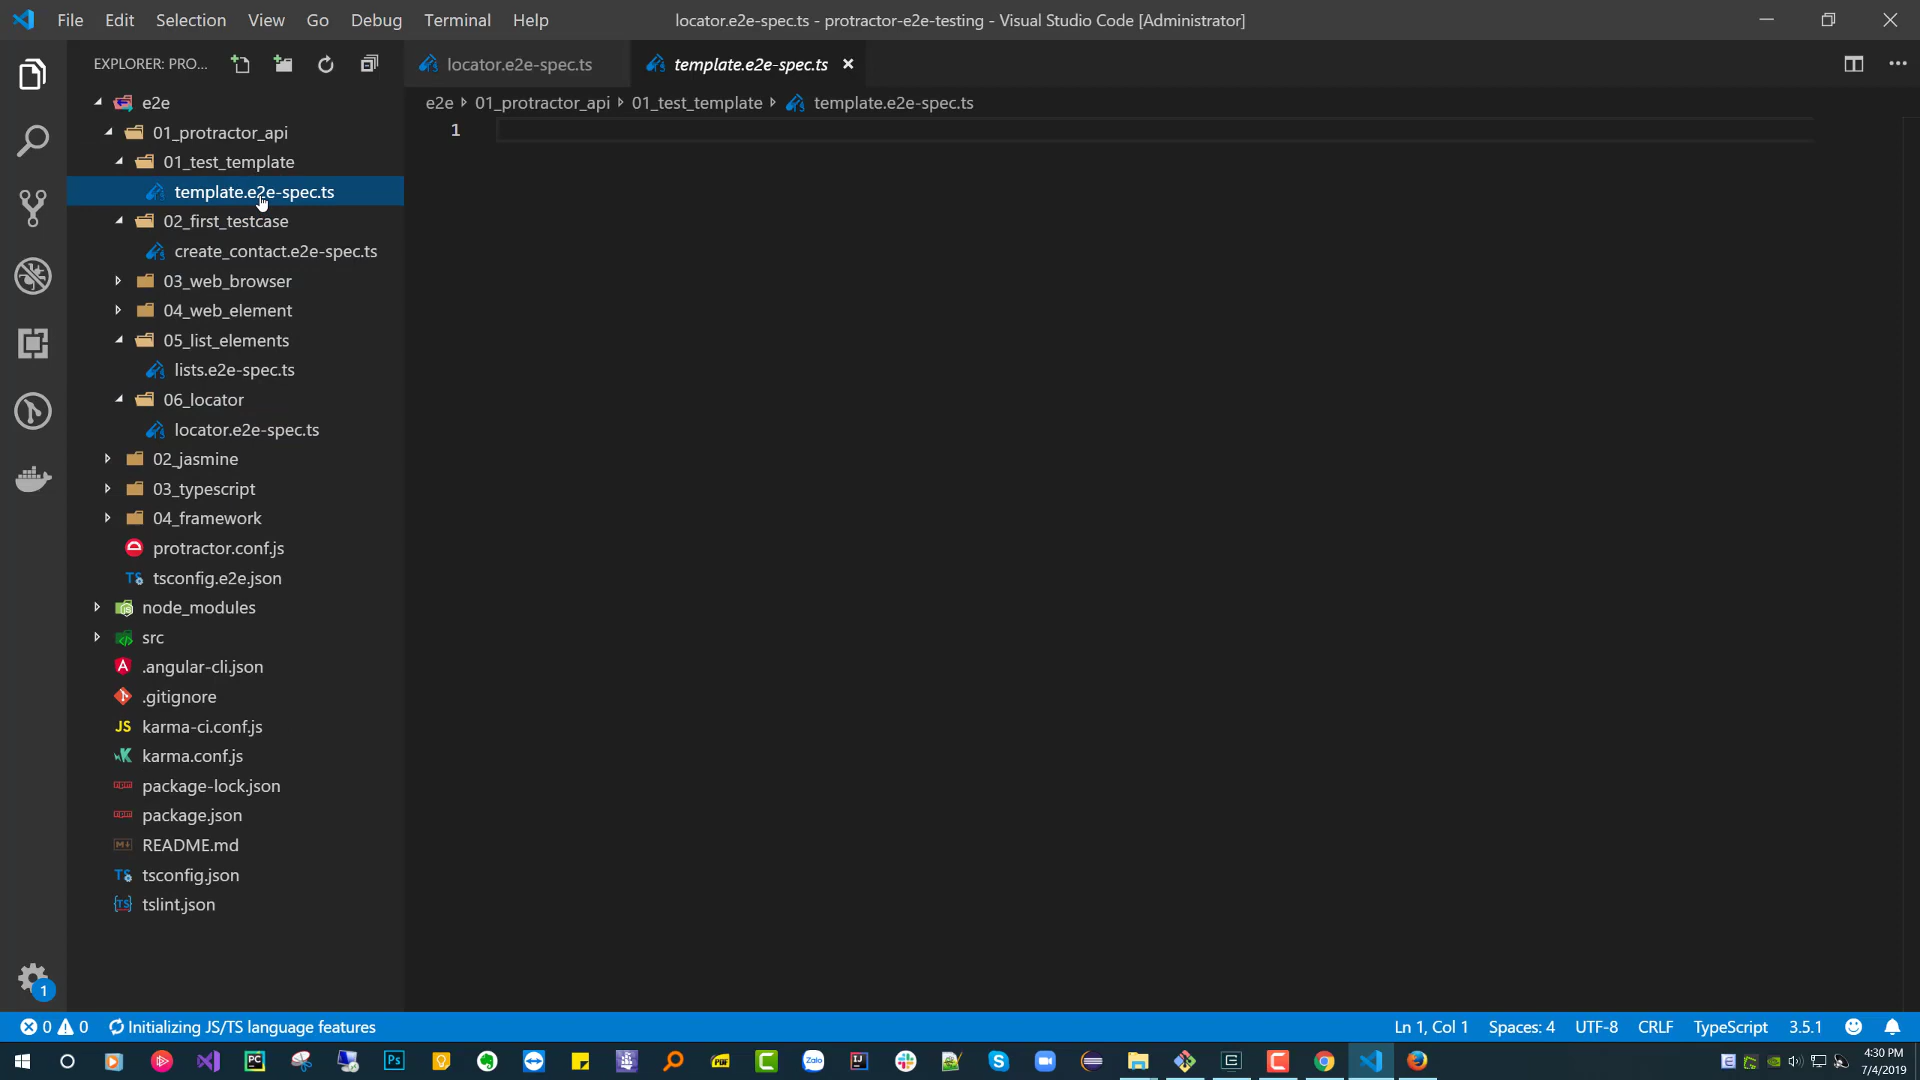 File Edit Selection View Go Debug Terminal Help
locator.e2e-spec.ts - protractor-e2e-testing - Visual Studio Code [Administrator]
EXPLORER: PRO...
locator.e2e-spec.ts
template.e2e-spec.ts
e2e
01_protractor_api
01_test_template
template.e2e-spec.ts
02_first_testcase
create_contact.e2e-spec.ts
03_web_browser
04_web_element
05_list_elements
lists.e2e-spec.ts
06_locator
locator.e2e-spec.ts
02_jasmine
03_typescript
04_framework
protractor.conf.js
tsconfig.e2e.json
node_modules
src
.angular-cli.json
.gitignore
karma-ci.conf.js
karma.conf.js
package-lock.json
package.json
README.md
tsconfig.json
tslint.json
e2e 01_protractor_api 01_test_template template.e2e-spec.ts
1
1
0 0 Initializing JS/TS language features
Ln 1, Col 1 Spaces: 4 UTF-8 CRLF TypeScript 3.5.1
4:30 PM
7/4/2019